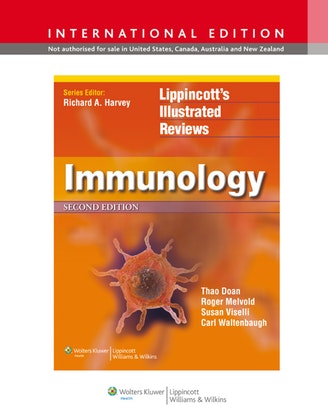 INTERNATIONAL EDITION
Not authorised for sale in United States, Canada, Australia and New Zealand
Series Editor:
Richard A. Harvey
Lippincott's
Illustrated
Reviews
Immunology
SECOND EDITION
Thao Doan
Roger Melvold
Susan Viselli
Carl Waltenbaugh
Wolters Kluwer
Health
Lippincott
Williams & Wilkins
Wolters Kluwer
Health
Lippincott
Williams & Wilkins